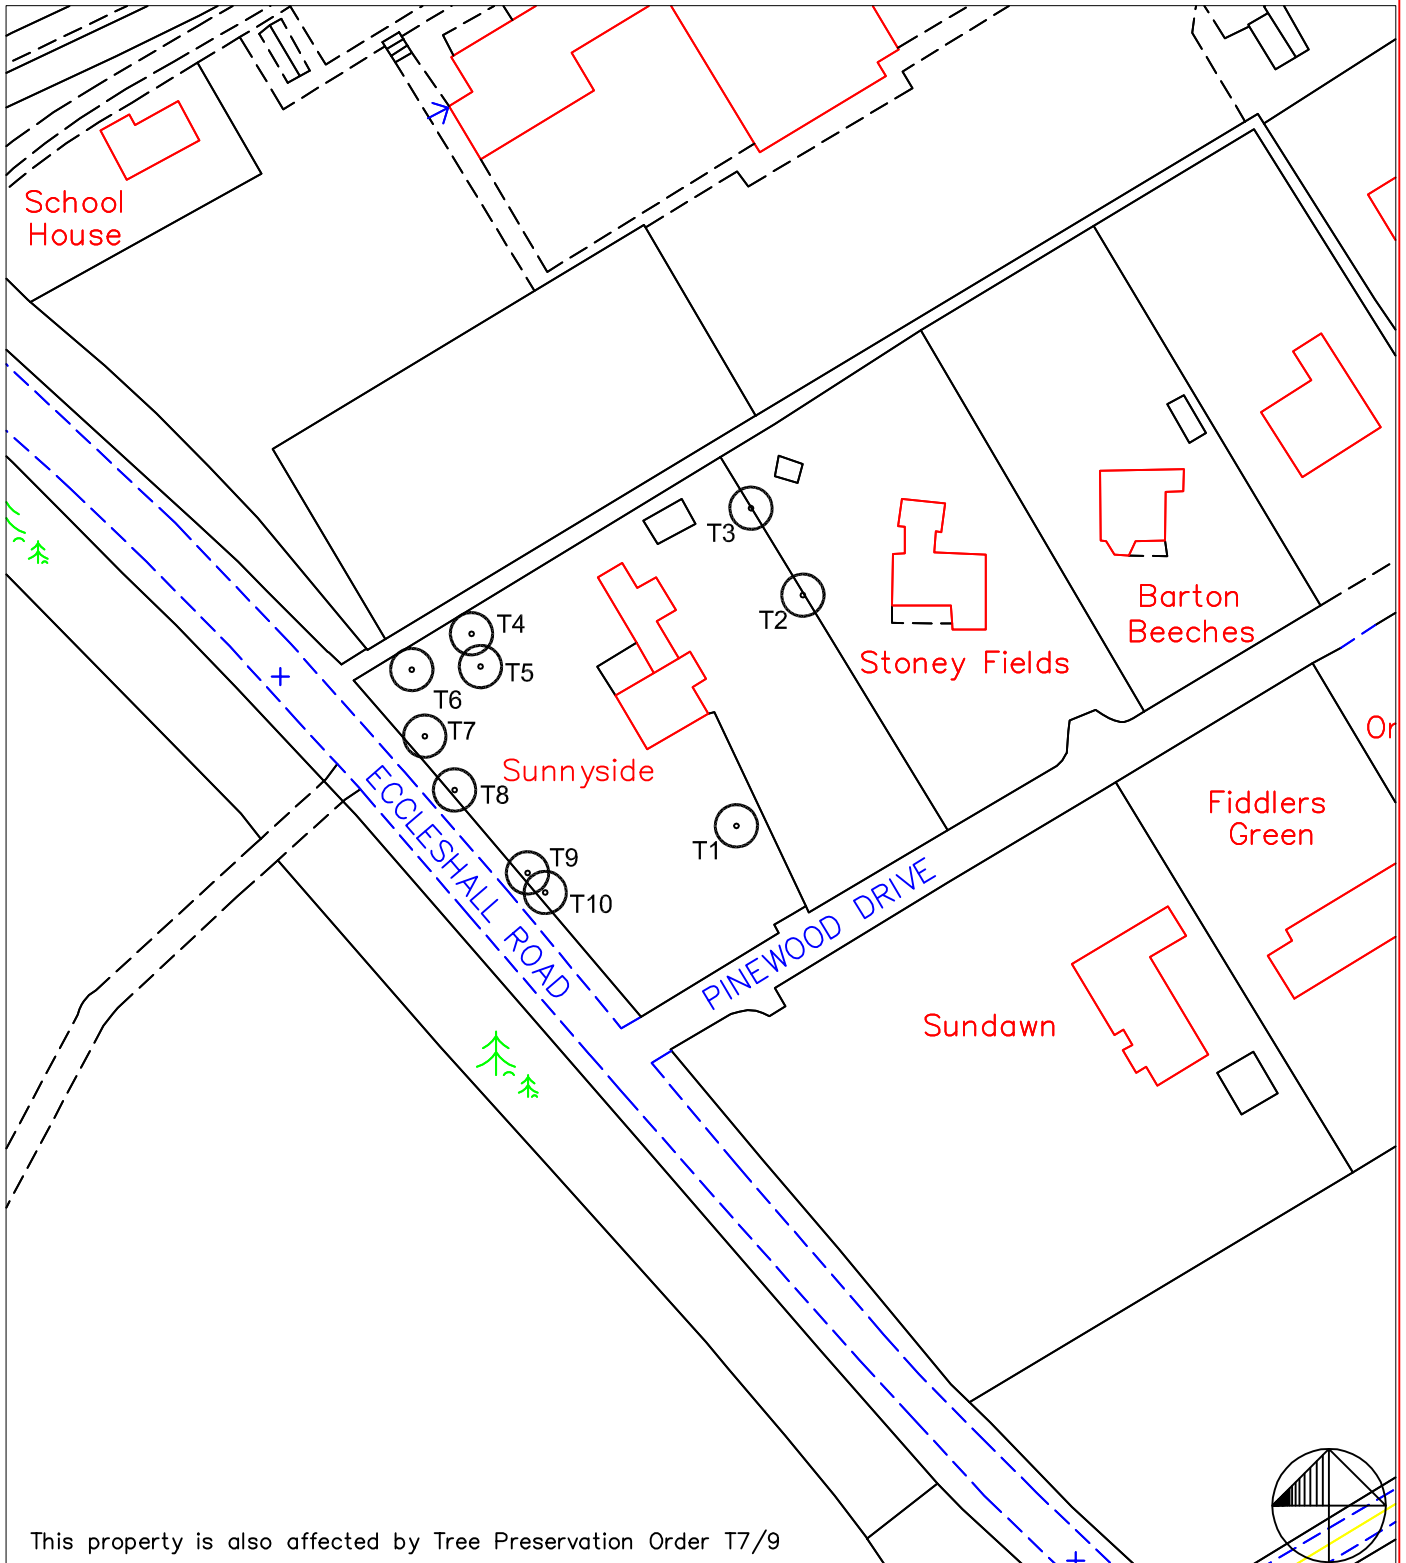 School
House
T3
T2
Barton
Beeches
T4
T5
Stoney Fields
T6
T7
Sunnyside
T8
T1
T9
T10
ECCLESHALL ROAD
PINEWOOD DRIVE
Or
Fiddlers
Green
Sundawn
This property is also affected by Tree Preservation Order T7/9